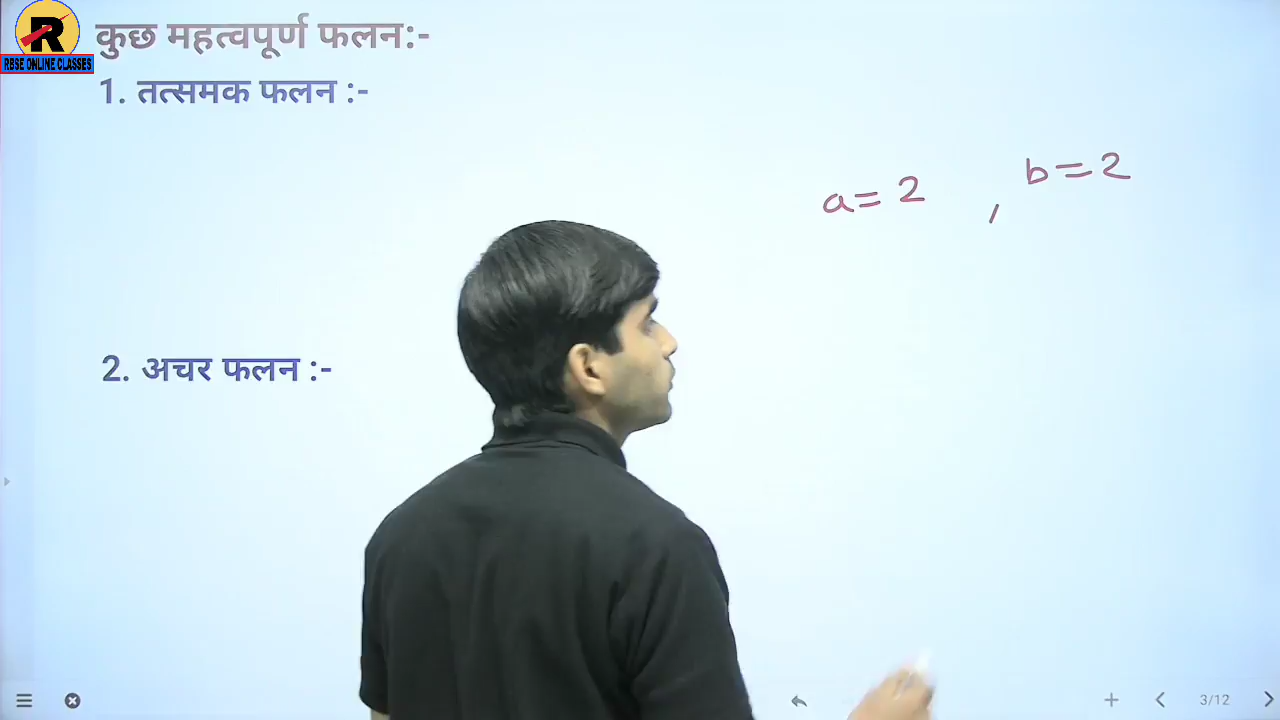 R
RBSE ONLINE CLASSES
कुछ महत्वपूर्ण फलन:-
1. तत्समक फलन :-
a = 2 , b = 2
2. अचर फलन :-
3/12